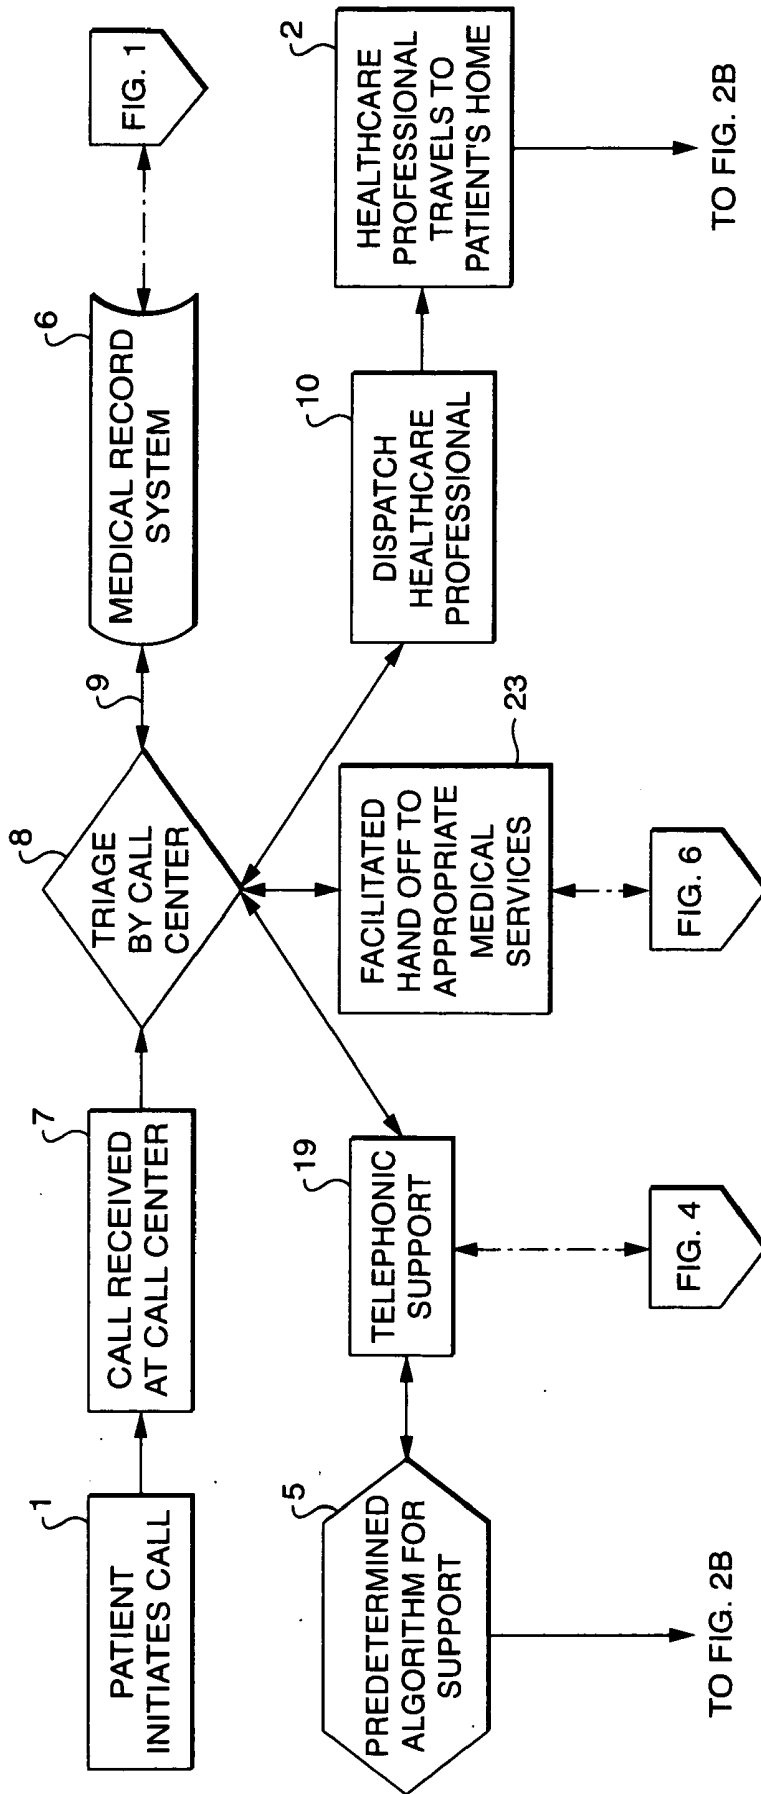 1
PATIENT
INITIATES CALL
7
CALL RECEIVED
AT CALL CENTER
8
TRIAGE
BY CALL
CENTER
9
6
MEDICAL RECORD
SYSTEM
FIG. 1
5
PREDETERMINED
ALGORITHM FOR
SUPPORT
TO FIG. 2B
19
TELEPHONIC
SUPPORT
FIG. 4
23
FACILITATED
HAND OFF TO
APPROPRIATE
MEDICAL
SERVICES
FIG. 6
10
DISPATCH
HEALTHCARE
PROFESSIONAL
2
HEALTHCARE
PROFESSIONAL
TRAVELS TO
PATIENT'S HOME
TO FIG. 2B